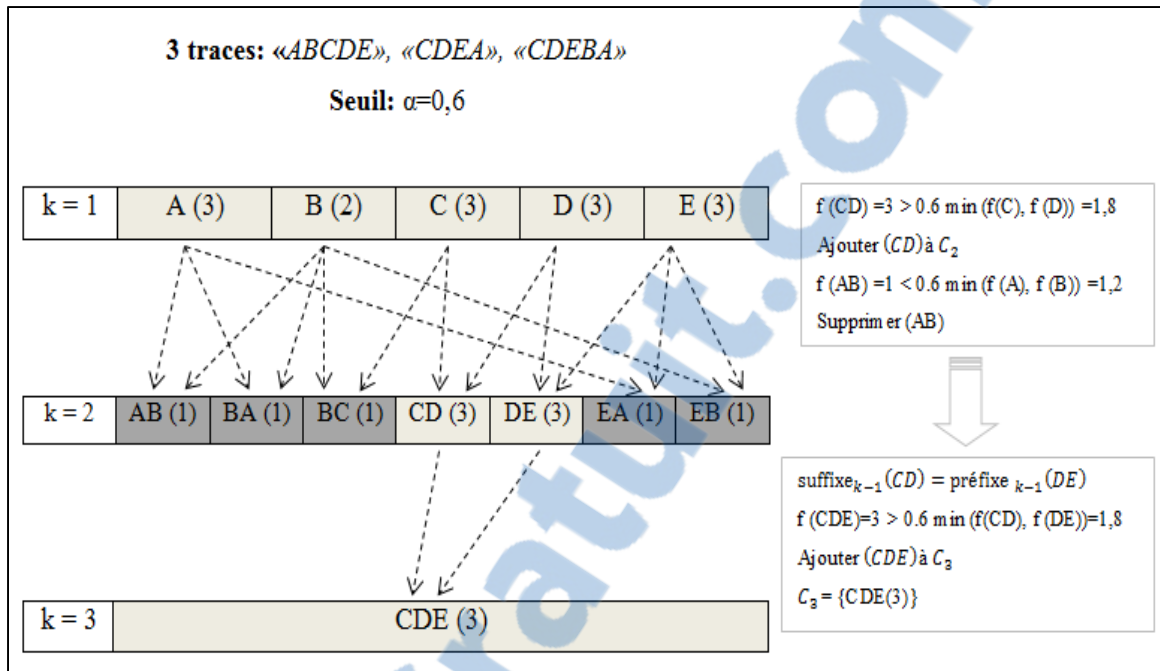 3 traces: «ABCDE», «CDEA», «CDEBA»
Seuil: α=0,6
k = 1 A (3) B (2) C (3) D (3) E (3)
k = 2 AB (1) BA (1) BC (1) CD (3) DE (3) EA (1) EB (1)
k = 3 CDE (3)
f (CD) =3 > 0.6 min (f(C), f (D)) =1,8
Ajouter (CD) à C₂
f (AB) =1 < 0.6 min (f (A), f (B)) =1,2
Supprimer (AB)
suffixeₖ₋₁(CD) = préfixe ₖ₋₁(DE)
f (CDE)=3 > 0.6 min (f(CD), f (DE))=1,8
Ajouter (CDE) à C₃
C₃ = {CDE(3)}
ratuit.com